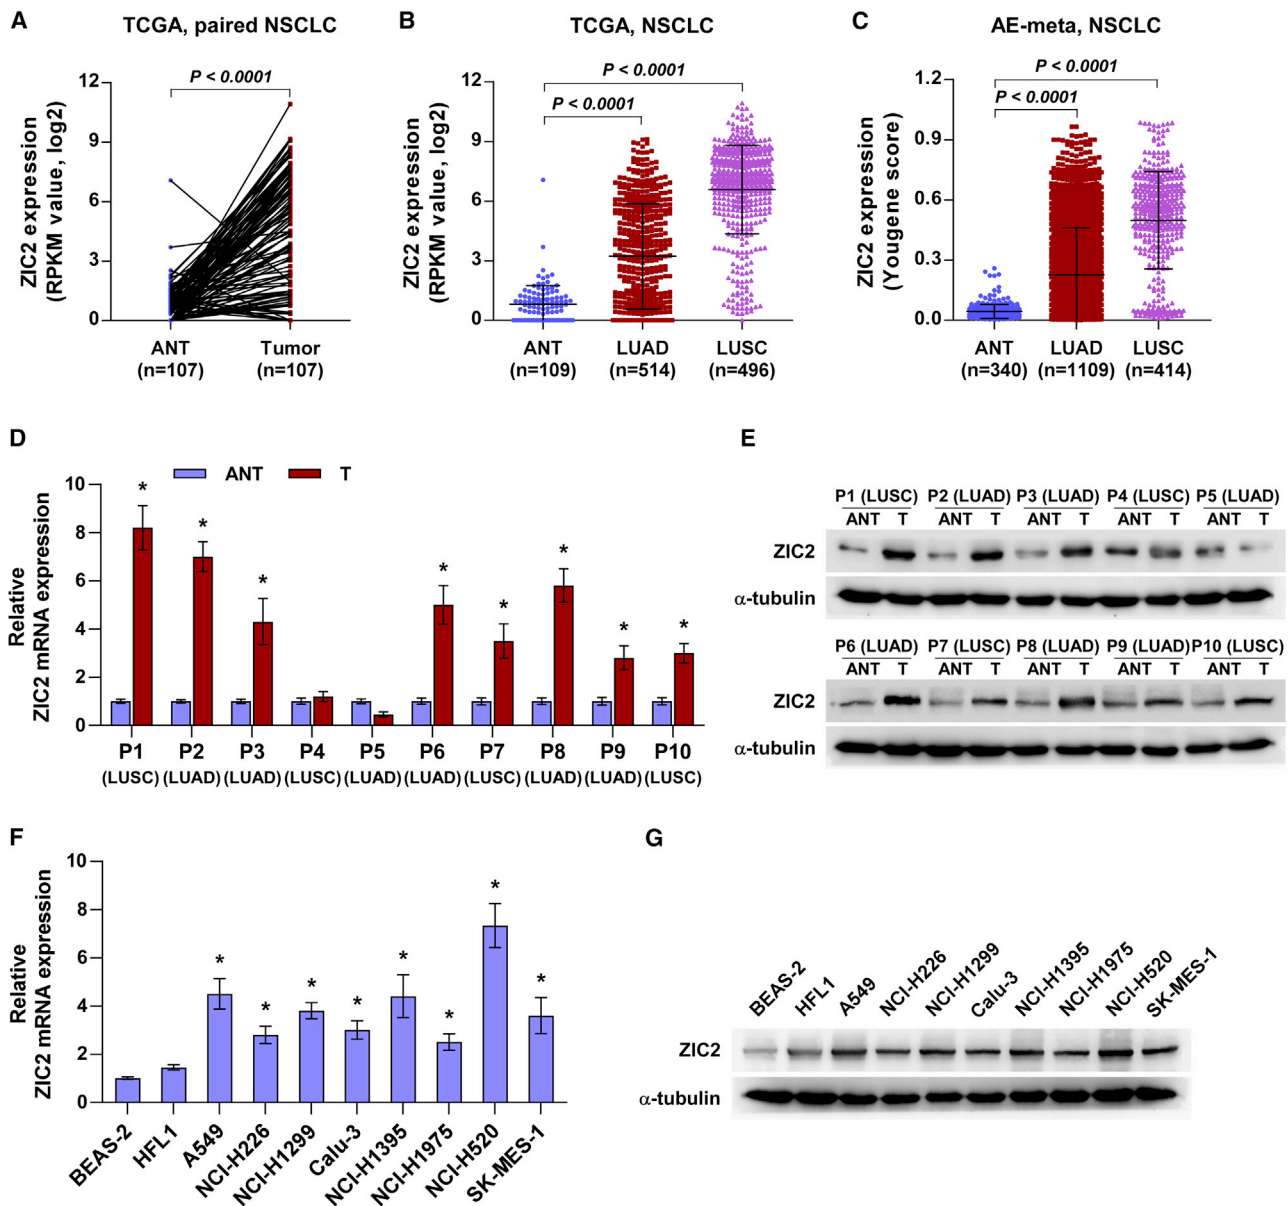 A
TCGA, paired NSCLC
P < 0.0001
ZIC2 expression
(RPKM value, log2)
12
9
6
3
0
ANT
(n=107)
Tumor
(n=107)
B
TCGA, NSCLC
P < 0.0001
P < 0.0001
ZIC2 expression
(RPKM value, log2)
12
9
6
3
0
ANT
(n=109)
LUAD
(n=514)
LUSC
(n=496)
C
AE-meta, NSCLC
P < 0.0001
P < 0.0001
ZIC2 expression
(Yougene score)
1.2
0.9
0.6
0.3
0.0
ANT
(n=340)
LUAD
(n=1109)
LUSC
(n=414)
D
ANT T
Relative
ZIC2 mRNA expression
10
8
6
4
2
0
* * * * * * * *
P1 P2 P3 P4 P5 P6 P7 P8 P9 P10
(LUSC) (LUAD) (LUAD) (LUSC) (LUAD) (LUAD) (LUSC) (LUAD) (LUAD) (LUSC)
E
P1 (LUSC) P2 (LUAD) P3 (LUAD) P4 (LUSC) P5 (LUAD)
ANT T ANT T ANT T ANT T ANT T
ZIC2
α-tubulin
P6 (LUAD) P7 (LUSC) P8 (LUAD) P9 (LUAD) P10 (LUSC)
ANT T ANT T ANT T ANT T ANT T
ZIC2
α-tubulin
F
Relative
ZIC2 mRNA expression
10
8
6
4
2
0
* * * * * * * *
BEAS-2
HFL1
A549
NCI-H226
NCI-H1299
Calu-3
NCI-H1395
NCI-H1975
NCI-H520
SK-MES-1
G
BEAS-2
HFL1
A549
NCI-H226
NCI-H1299
Calu-3
NCI-H1395
NCI-H1975
NCI-H520
SK-MES-1
ZIC2
α-tubulin